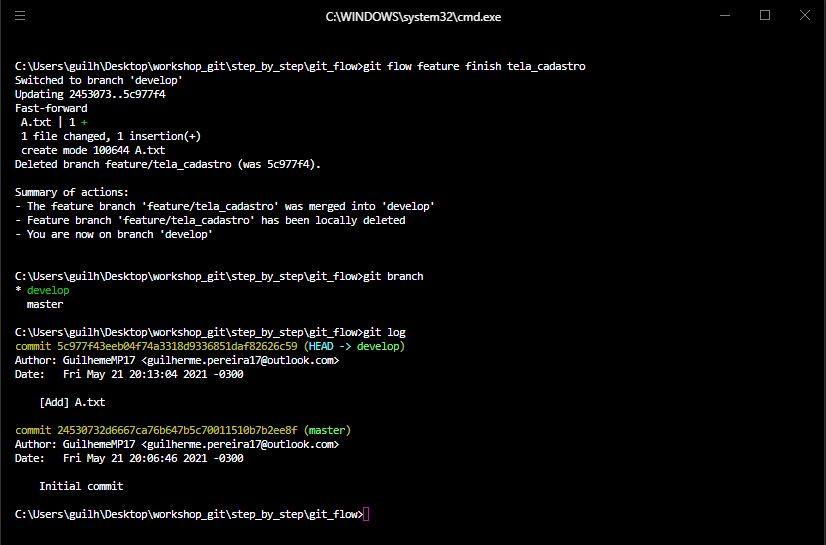 C:\WINDOWS\system32\cmd.exe
C:\Users\guilh\Desktop\workshop_git\step_by_step\git_flow>git flow feature finish tela_cadastro
Switched to branch 'develop'
Updating 2453073..5c977f4
Fast-forward
 A.txt | 1 +
 1 file changed, 1 insertion(+)
 create mode 100644 A.txt
Deleted branch feature/tela_cadastro (was 5c977f4).
Summary of actions:
- The feature branch 'feature/tela_cadastro' was merged into 'develop'
- Feature branch 'feature/tela_cadastro' has been locally deleted
- You are now on branch 'develop'
C:\Users\guilh\Desktop\workshop_git\step_by_step\git_flow>git branch
* develop
  master
C:\Users\guilh\Desktop\workshop_git\step_by_step\git_flow>git log
commit 5c977f43eeb04f74a3318d9336851daf82626c59 (HEAD -> develop)
Author: GuilhemeMP17 <guilherme.pereira17@outlook.com>
Date:   Fri May 21 20:13:04 2021 -0300
    [Add] A.txt
commit 24530732d6667ca76b647b5c70011510b7b2ee8f (master)
Author: GuilhemeMP17 <guilherme.pereira17@outlook.com>
Date:   Fri May 21 20:06:46 2021 -0300
    Initial commit
C:\Users\guilh\Desktop\workshop_git\step_by_step\git_flow>